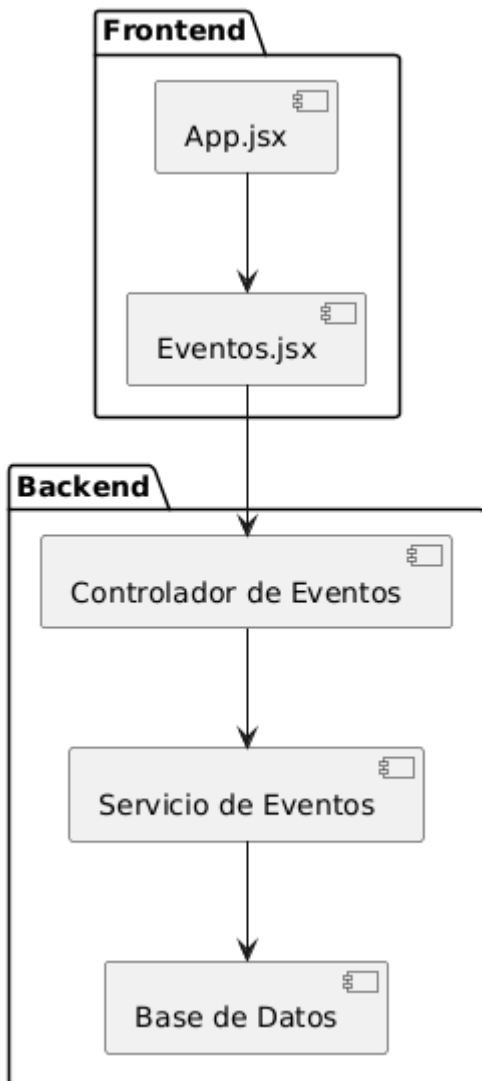 Frontend
App.jsx
Eventos.jsx
Backend
Controlador de Eventos
Servicio de Eventos
Base de Datos